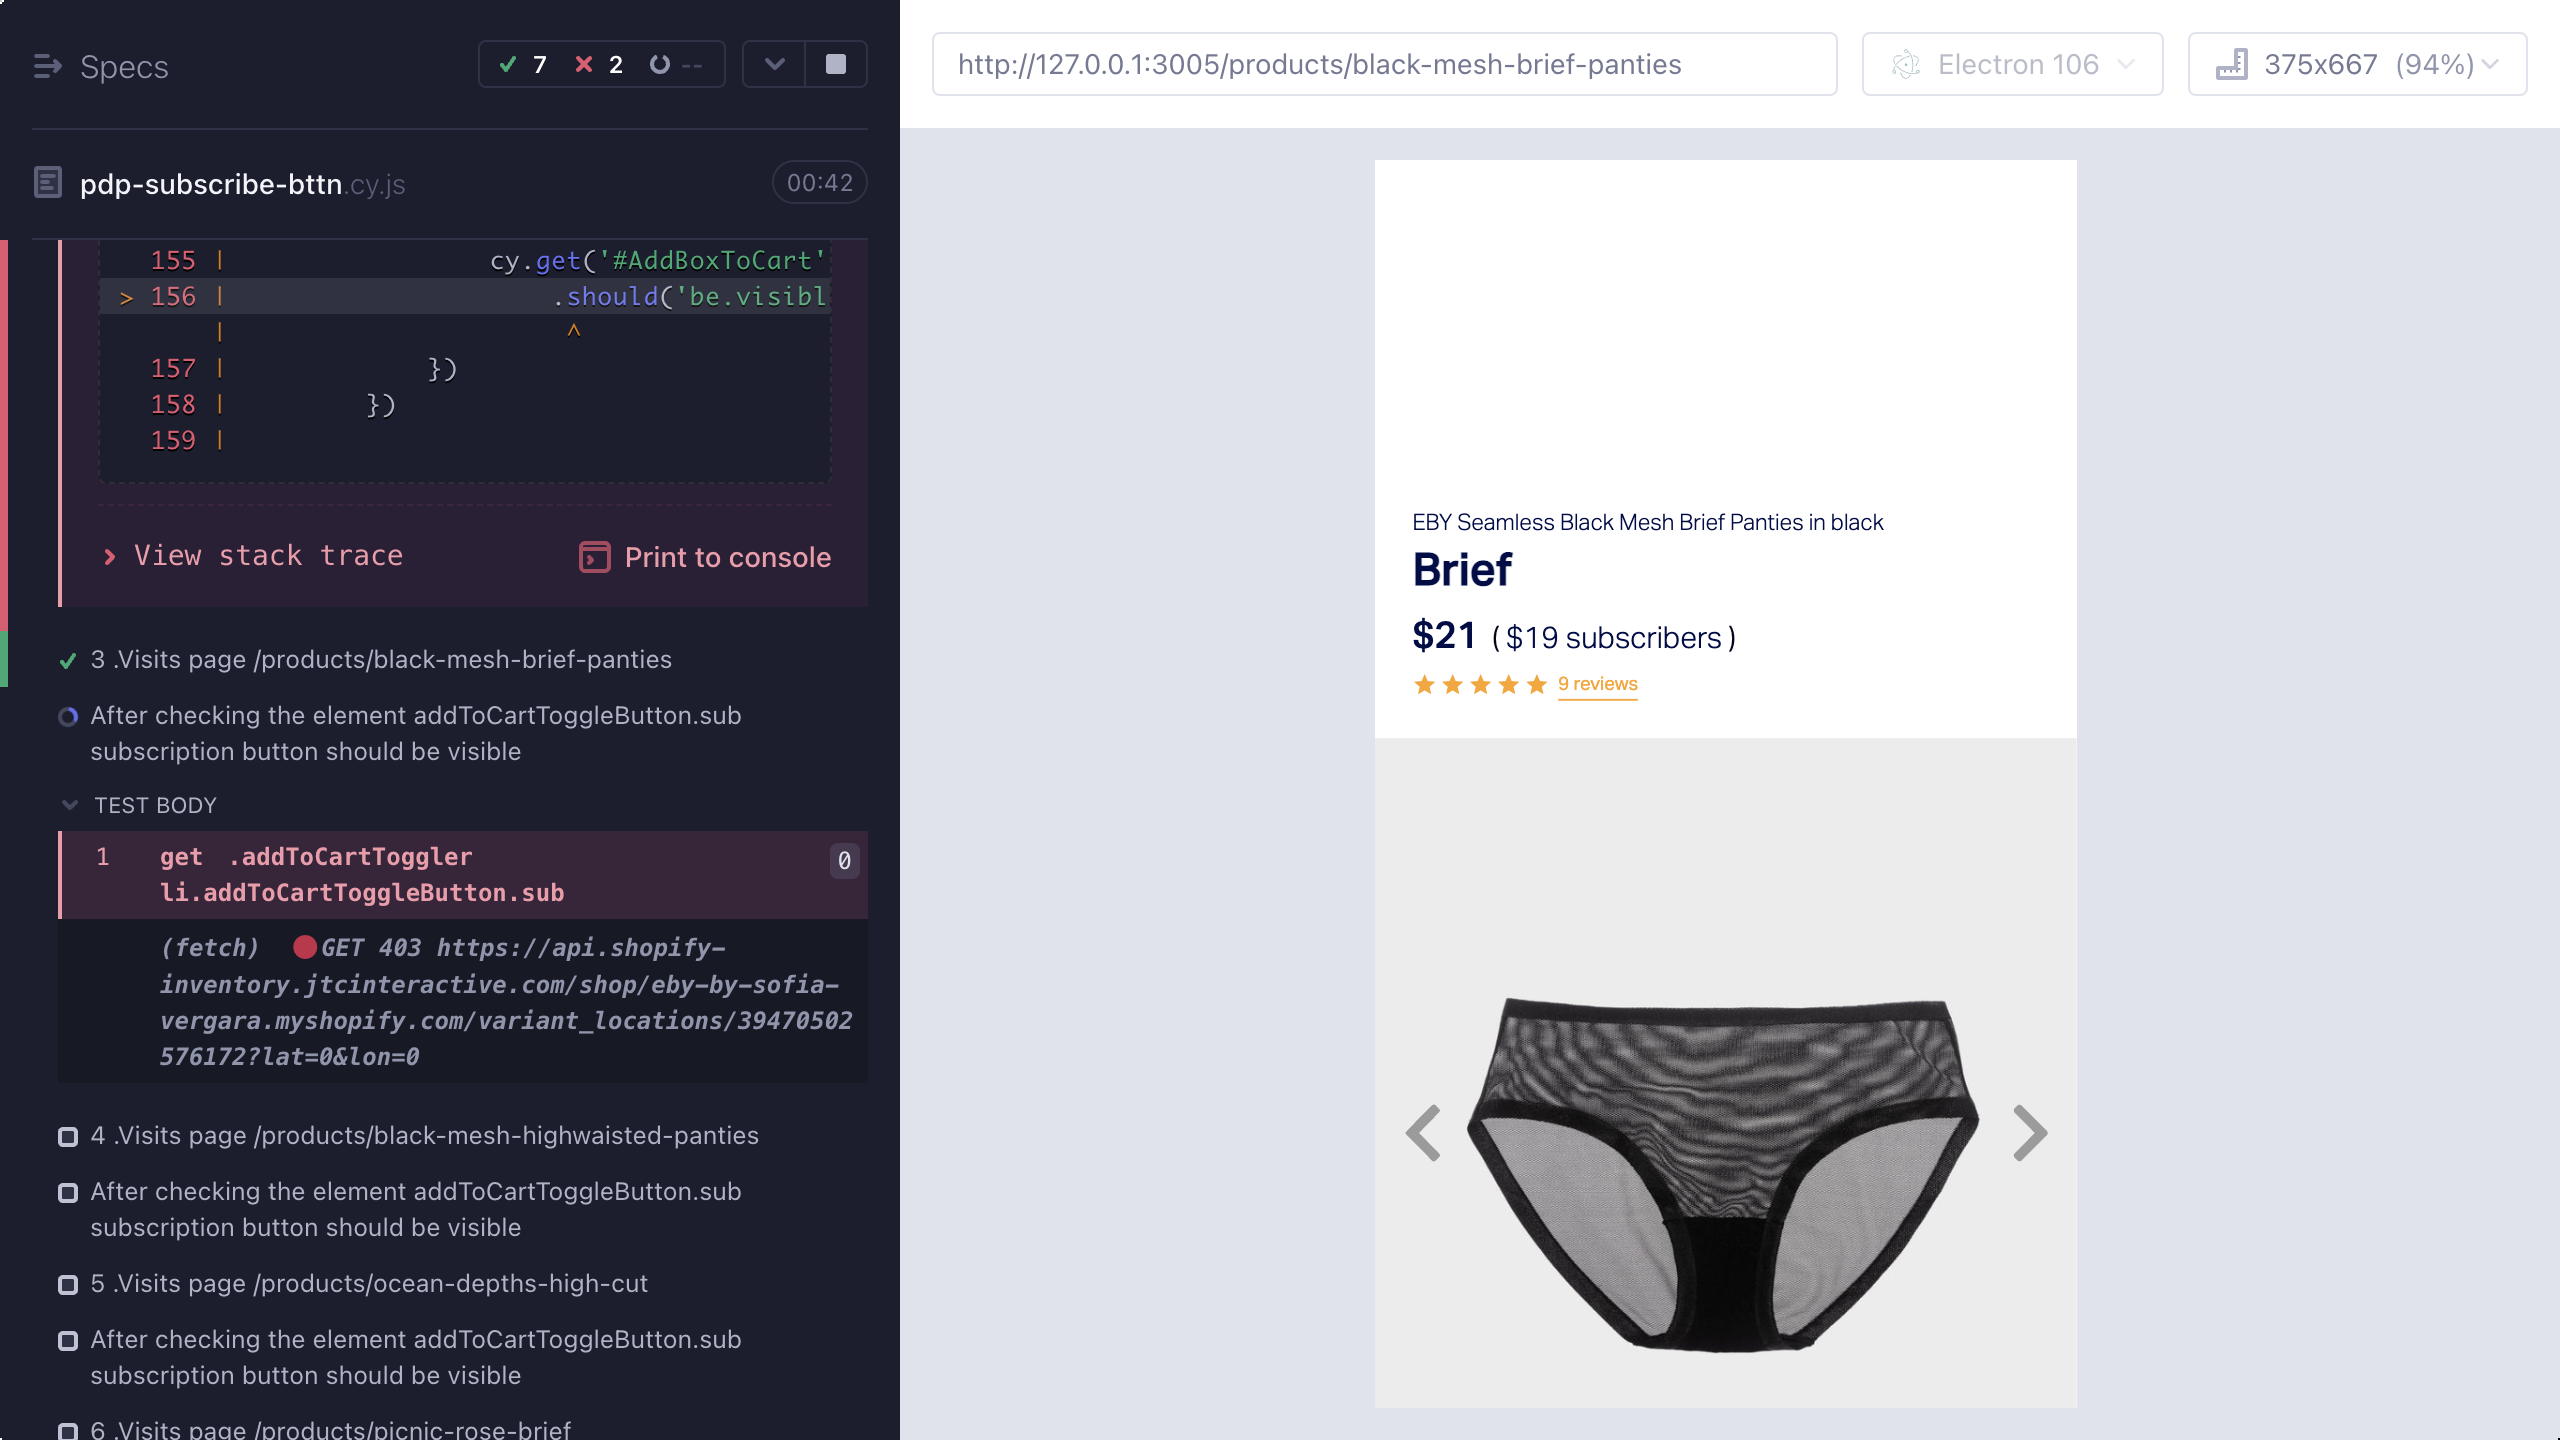 Specs
7 2 --
pdp-subscribe-bttn.cy.js 00:42
155 | cy.get('#AddBoxToCart'
> 156 | .should('be.visibl
| ^
157 | })
158 | })
159 |
View stack trace Print to console
3 .Visits page /products/black-mesh-brief-panties
After checking the element addToCartToggleButton.sub
subscription button should be visible
TEST BODY
1 get .addToCartToggler 0
li.addToCartToggleButton.sub
(fetch) GET 403 https://api.shopify-
inventory.jtcinteractive.com/shop/eby-by-sofia-
vergara.myshopify.com/variant_locations/39470502
576172?lat=0&lon=0
4 .Visits page /products/black-mesh-highwaisted-panties
After checking the element addToCartToggleButton.sub
subscription button should be visible
5 .Visits page /products/ocean-depths-high-cut
After checking the element addToCartToggleButton.sub
subscription button should be visible
6 .Visits page /products/picnic-rose-brief
http://127.0.0.1:3005/products/black-mesh-brief-panties
Electron 106
375x667 (94%)
EBY Seamless Black Mesh Brief Panties in black
Brief
$21 ( $19 subscribers )
9 reviews